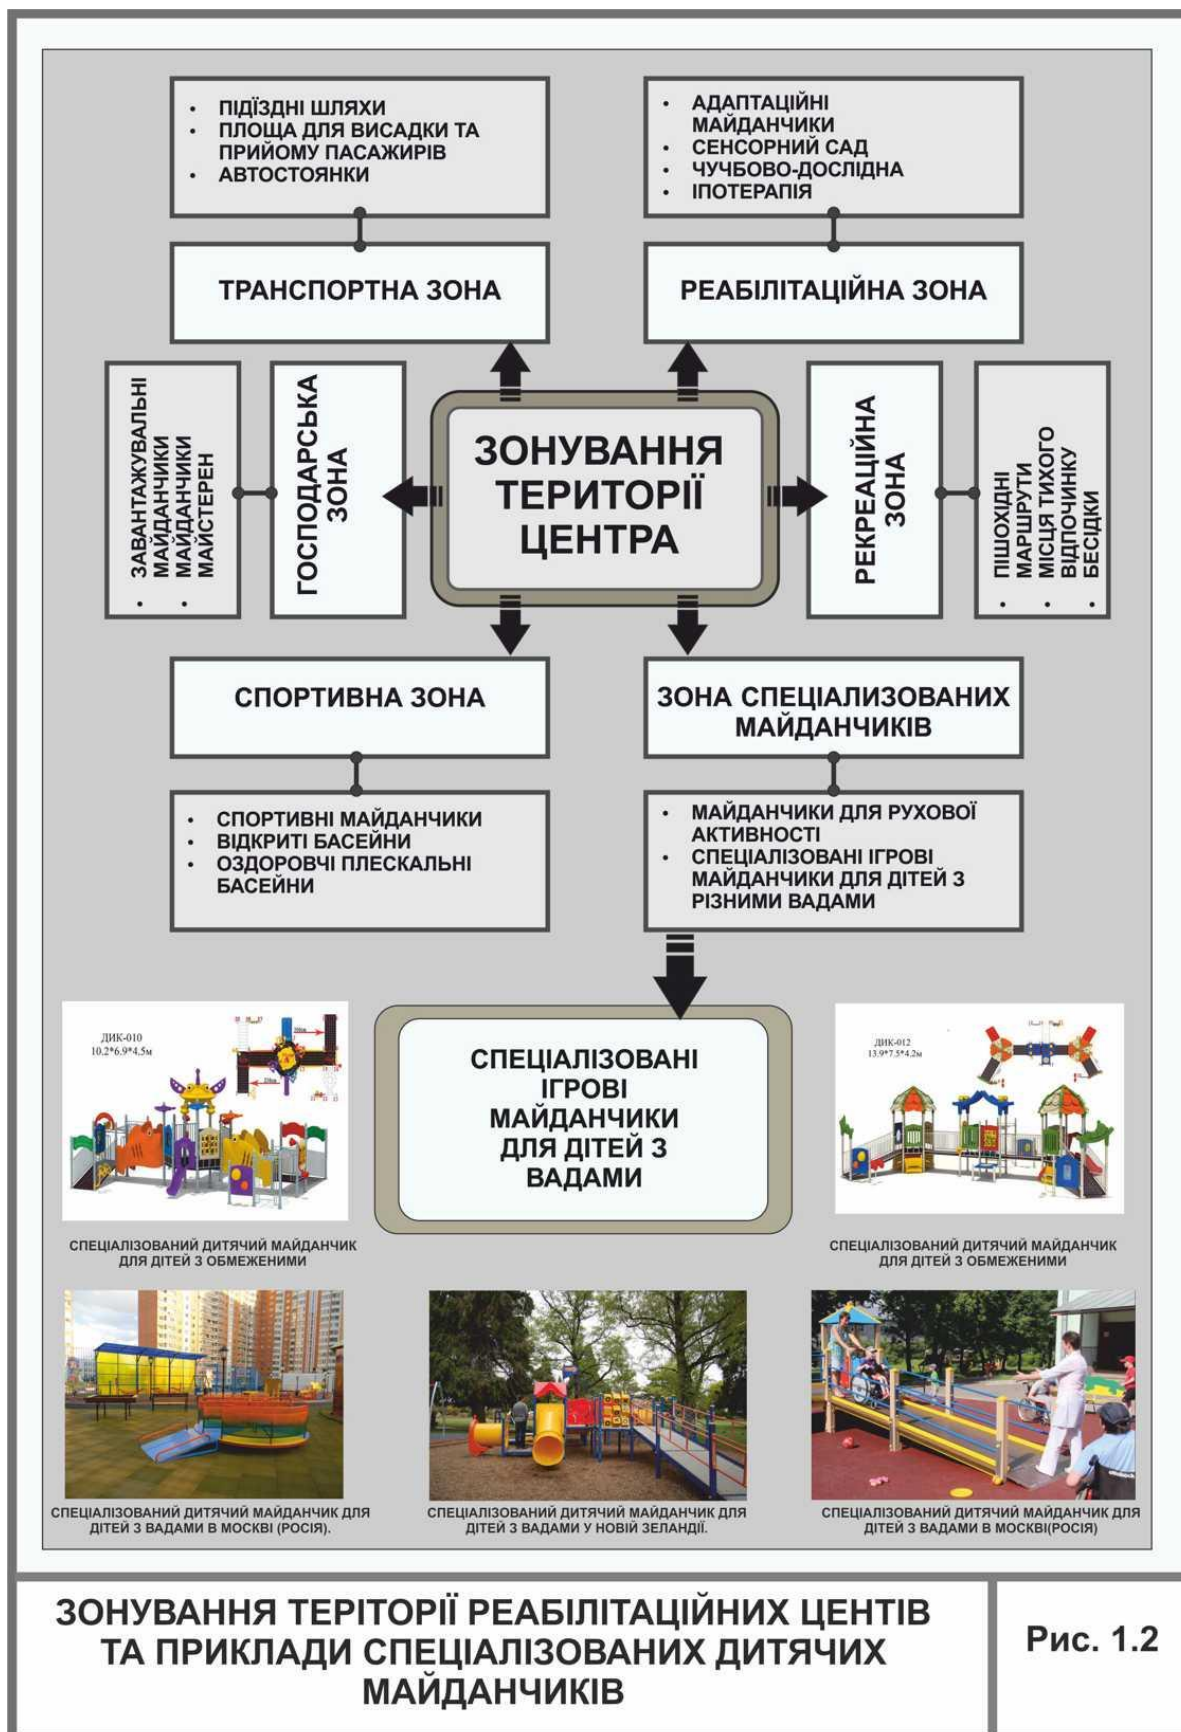 • ПІДЇЗДНІ ШЛЯХИ
• ПЛОЩА ДЛЯ ВИСАДКИ ТА
ПРИЙОМУ ПАСАЖИРІВ
• АВТОСТОЯНКИ
ТРАНСПОРТНА ЗОНА
• АДАПТАЦІЙНІ
МАЙДАНЧИКИ
• СЕНСОРНИЙ САД
• ЧУЧБОВО-ДОСЛІДНА
• ІПОТЕРАПІЯ
РЕАБІЛІТАЦІЙНА ЗОНА
• ЗАВАНТАЖУВАЛЬНІ
МАЙДАНЧИКИ
• МАЙДАНЧИКИ
МАЙСТЕРЕН
ГОСПОДАРСЬКА
ЗОНА
ЗОНУВАННЯ
ТЕРИТОРІЇ
ЦЕНТРА
РЕКРЕАЦІЙНА
ЗОНА
• ПІШОХІДНІ
МАРШРУТИ
• МІСЦЯ ТИХОГО
ВІДПОЧИНКУ
• БЕСІДКИ
СПОРТИВНА ЗОНА
• СПОРТИВНІ МАЙДАНЧИКИ
• ВІДКРИТІ БАСЕЙНИ
• ОЗДОРОВЧІ ПЛЕСКАЛЬНІ
БАСЕЙНИ
ЗОНА СПЕЦІАЛИЗОВАНИХ
МАЙДАНЧИКІВ
• МАЙДАНЧИКИ ДЛЯ РУХОВОЇ
АКТИВНОСТІ
• СПЕЦІАЛІЗОВАНІ ІГРОВІ
МАЙДАНЧИКИ ДЛЯ ДІТЕЙ З
РІЗНИМИ ВАДАМИ
ДИК-010
10.2*6.9*4.5м
СПЕЦІАЛІЗОВАНІ
ІГРОВІ
МАЙДАНЧИКИ
ДЛЯ ДІТЕЙ З
ВАДАМИ
ДИК-012
13.9*7.5*4.2м
СПЕЦІАЛІЗОВАНИЙ ДИТЯЧИЙ МАЙДАНЧИК
ДЛЯ ДІТЕЙ З ОБМЕЖЕНИМИ
СПЕЦІАЛІЗОВАНИЙ ДИТЯЧИЙ МАЙДАНЧИК
ДЛЯ ДІТЕЙ З ОБМЕЖЕНИМИ
СПЕЦІАЛІЗОВАНИЙ ДИТЯЧИЙ МАЙДАНЧИК ДЛЯ
ДІТЕЙ З ВАДАМИ В МОСКВІ (РОСІЯ).
СПЕЦІАЛІЗОВАНИЙ ДИТЯЧИЙ МАЙДАНЧИК ДЛЯ
ДІТЕЙ З ВАДАМИ У НОВІЙ ЗЕЛАНДІЇ.
СПЕЦІАЛІЗОВАНИЙ ДИТЯЧИЙ МАЙДАНЧИК ДЛЯ
ДІТЕЙ З ВАДАМИ В МОСКВІ(РОСІЯ)
ЗОНУВАННЯ ТЕРІТОРІЇ РЕАБІЛІТАЦІЙНИХ ЦЕНТІВ
ТА ПРИКЛАДИ СПЕЦІАЛІЗОВАНИХ ДИТЯЧИХ
МАЙДАНЧИКІВ
Рис. 1.2